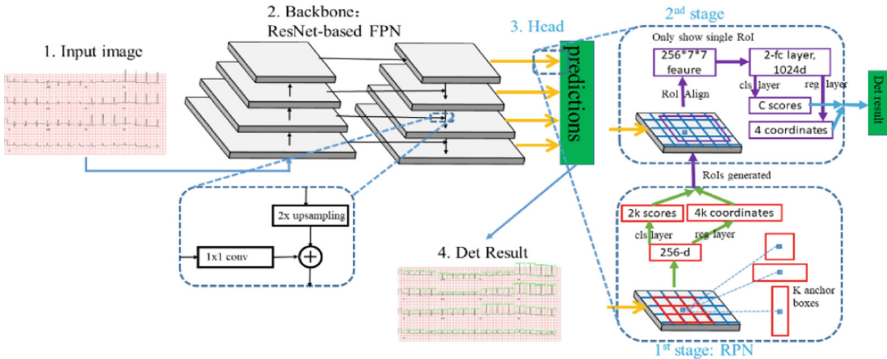 1. Input image
2. Backbone:
ResNet-based FPN
3. Head
predictions
2x upsampling
1x1 conv
4. Det Result
2nd stage
Only show single RoI
256*7*7
feaure
2-fc layer,
1024d
RoI Align
cls layer
reg layer
C scores
4 coordinates
Det result
RoIs generated
2k scores
4k coordinates
cls layer
reg layer
256-d
K anchor
boxes
1st stage: RPN